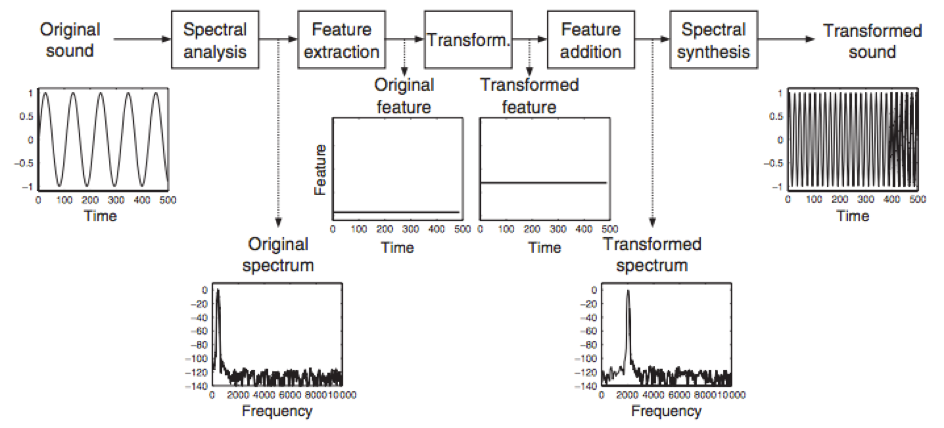 Original
sound
Spectral
analysis
Feature
extraction
Transform.
Feature
addition
Spectral
synthesis
Transformed
sound
Original
feature
Transformed
feature
1
0.5
0
−0.5
−1
0 100 200 300 400 500
Time
Feature
0 100 200 300 400 500
Time
0 100 200 300 400 500
Time
1
0.5
0
−0.5
−1
0 100 200 300 400 500
Time
Original
spectrum
0
−20
−40
−60
−80
−100
−120
−140
0 2000 4000 6000 8000 10000
Frequency
Transformed
spectrum
0
−20
−40
−60
−80
−100
−120
−140
0 2000 4000 6000 8000 10000
Frequency